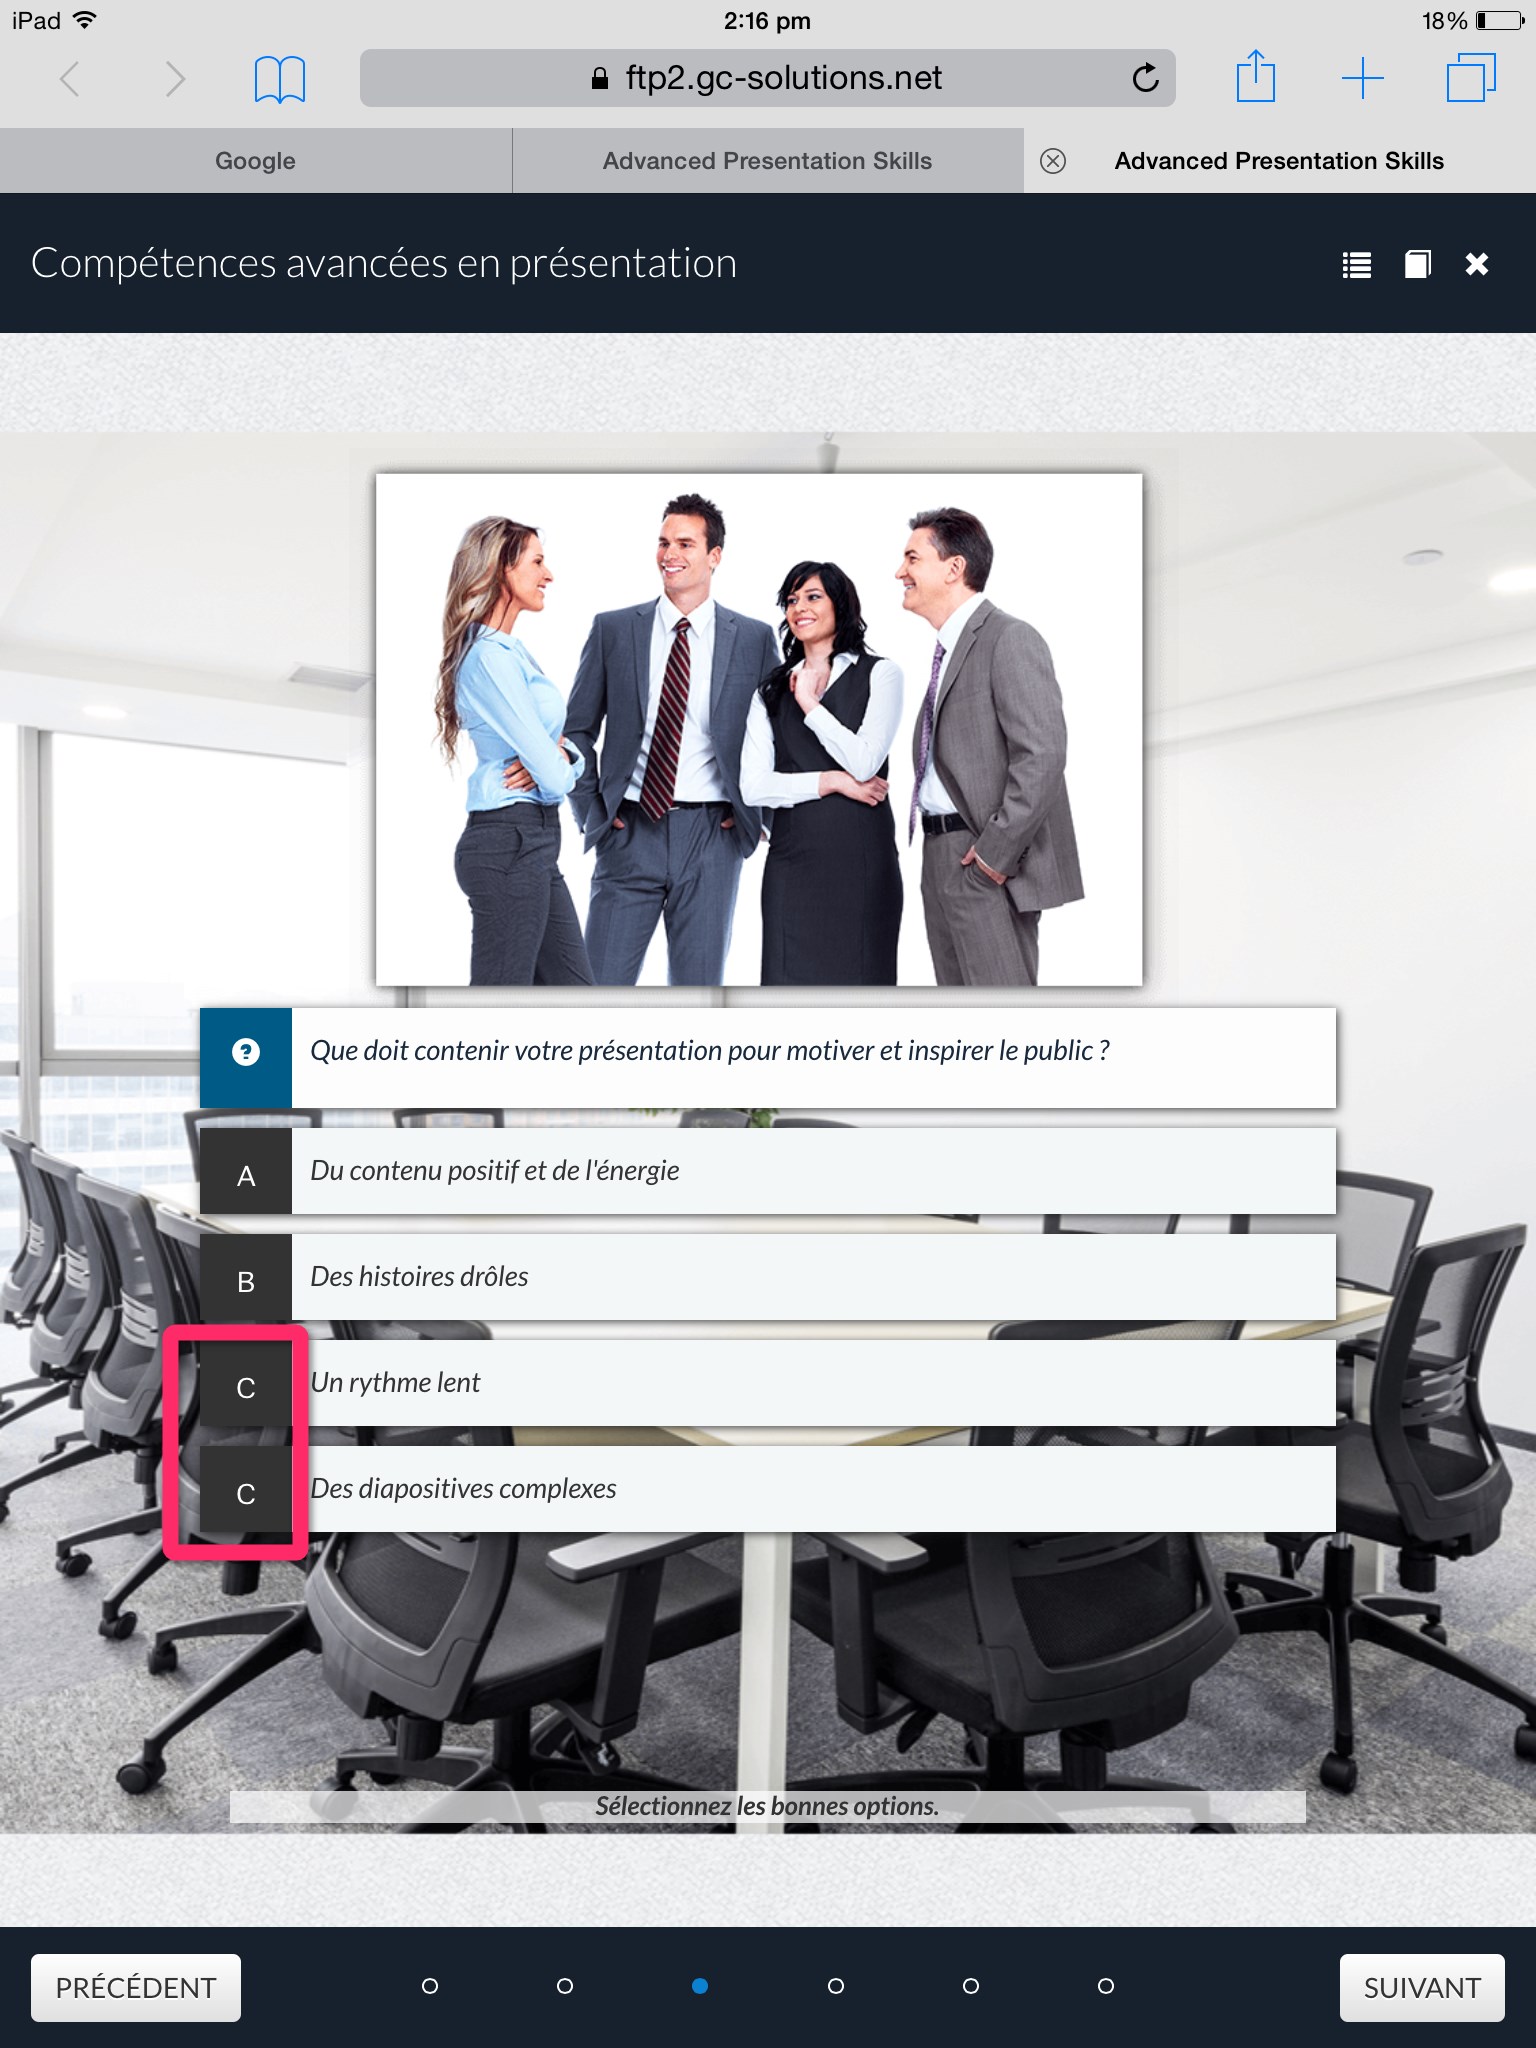 iPad 2:16 pm 18%
ftp2.gc-solutions.net
Google Advanced Presentation Skills Advanced Presentation Skills
Compétences avancées en présentation
Que doit contenir votre présentation pour motiver et inspirer le public ?
A Du contenu positif et de l'énergie
B Des histoires drôles
C Un rythme lent
C Des diapositives complexes
Sélectionnez les bonnes options.
PRÉCÉDENT SUIVANT